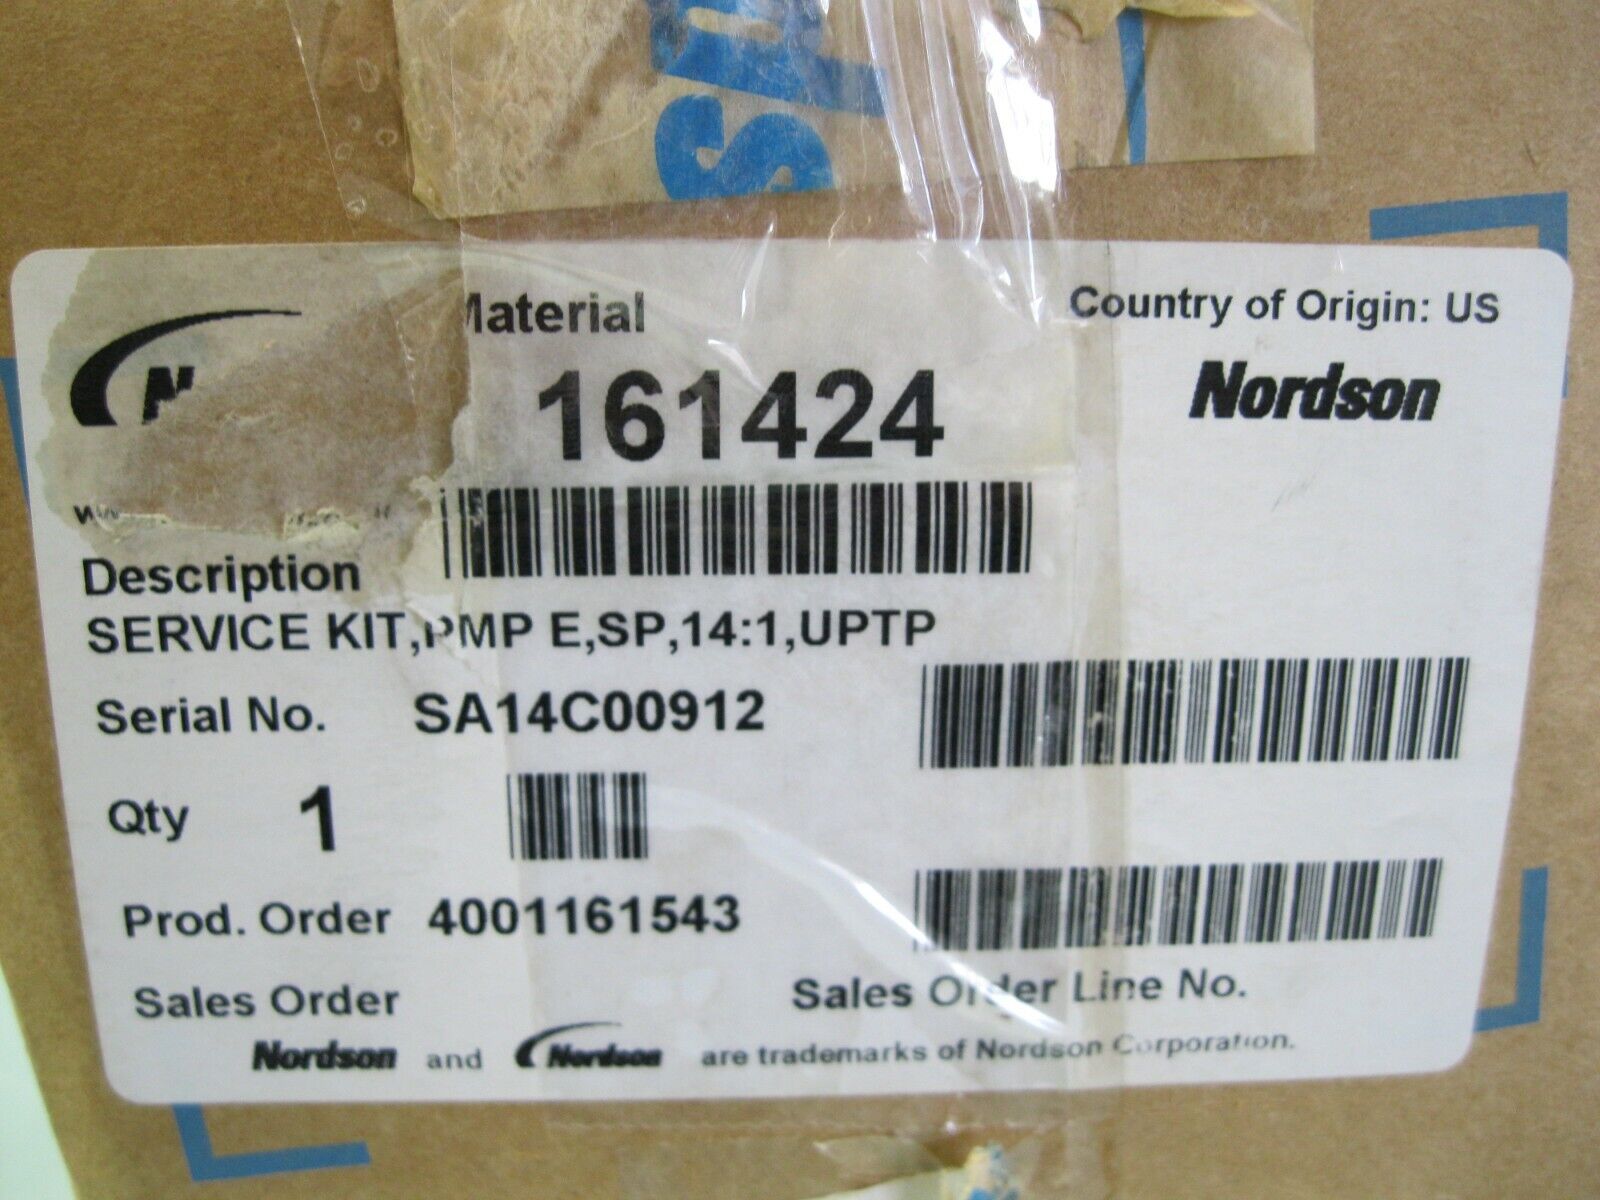 Material
Country of Origin: US
161424
Nordson
Description
SERVICE KIT,PMP E,SP,14:1,UPTP
Serial No. SA14C00912
Qty 1
Prod. Order 4001161543
Sales Order
Sales Order Line No.
Nordson and Nordson are trademarks of Nordson Corporation.